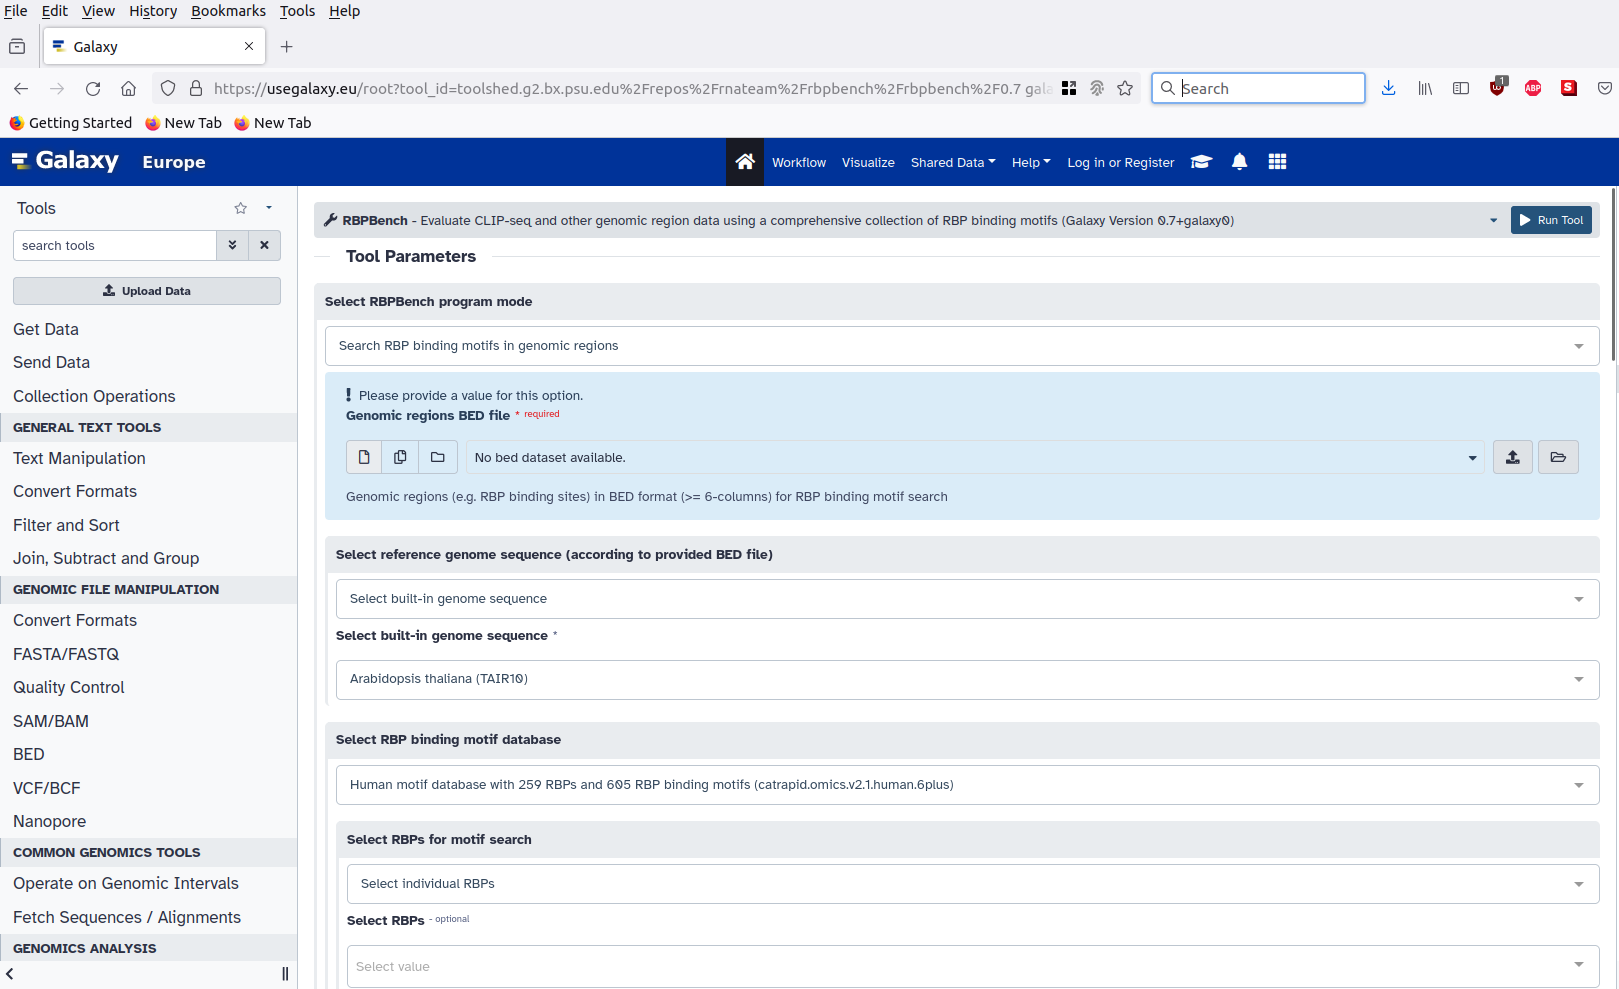 File Edit View History Bookmarks Tools Help
Galaxy
https://usegalaxy.eu/root?tool_id=toolshed.g2.bx.psu.edu%2Frepos%2Frnateam%2Frbpbench%2Frbpbench%2F0.7 gala
Search
1
ABP
S
Getting Started New Tab New Tab
Galaxy Europe
Workflow Visualize Shared Data Help Log in or Register
Tools
search tools
Upload Data
Get Data
Send Data
Collection Operations
GENERAL TEXT TOOLS
Text Manipulation
Convert Formats
Filter and Sort
Join, Subtract and Group
GENOMIC FILE MANIPULATION
Convert Formats
FASTA/FASTQ
Quality Control
SAM/BAM
BED
VCF/BCF
Nanopore
COMMON GENOMICS TOOLS
Operate on Genomic Intervals
Fetch Sequences / Alignments
GENOMICS ANALYSIS
RBPBench - Evaluate CLIP-seq and other genomic region data using a comprehensive collection of RBP binding motifs (Galaxy Version 0.7+galaxy0)
Run Tool
Tool Parameters
Select RBPBench program mode
Search RBP binding motifs in genomic regions
Please provide a value for this option.
Genomic regions BED file * required
No bed dataset available.
Genomic regions (e.g. RBP binding sites) in BED format (>= 6-columns) for RBP binding motif search
Select reference genome sequence (according to provided BED file)
Select built-in genome sequence
Select built-in genome sequence *
Arabidopsis thaliana (TAIR10)
Select RBP binding motif database
Human motif database with 259 RBPs and 605 RBP binding motifs (catrapid.omics.v2.1.human.6plus)
Select RBPs for motif search
Select individual RBPs
Select RBPs - optional
Select value